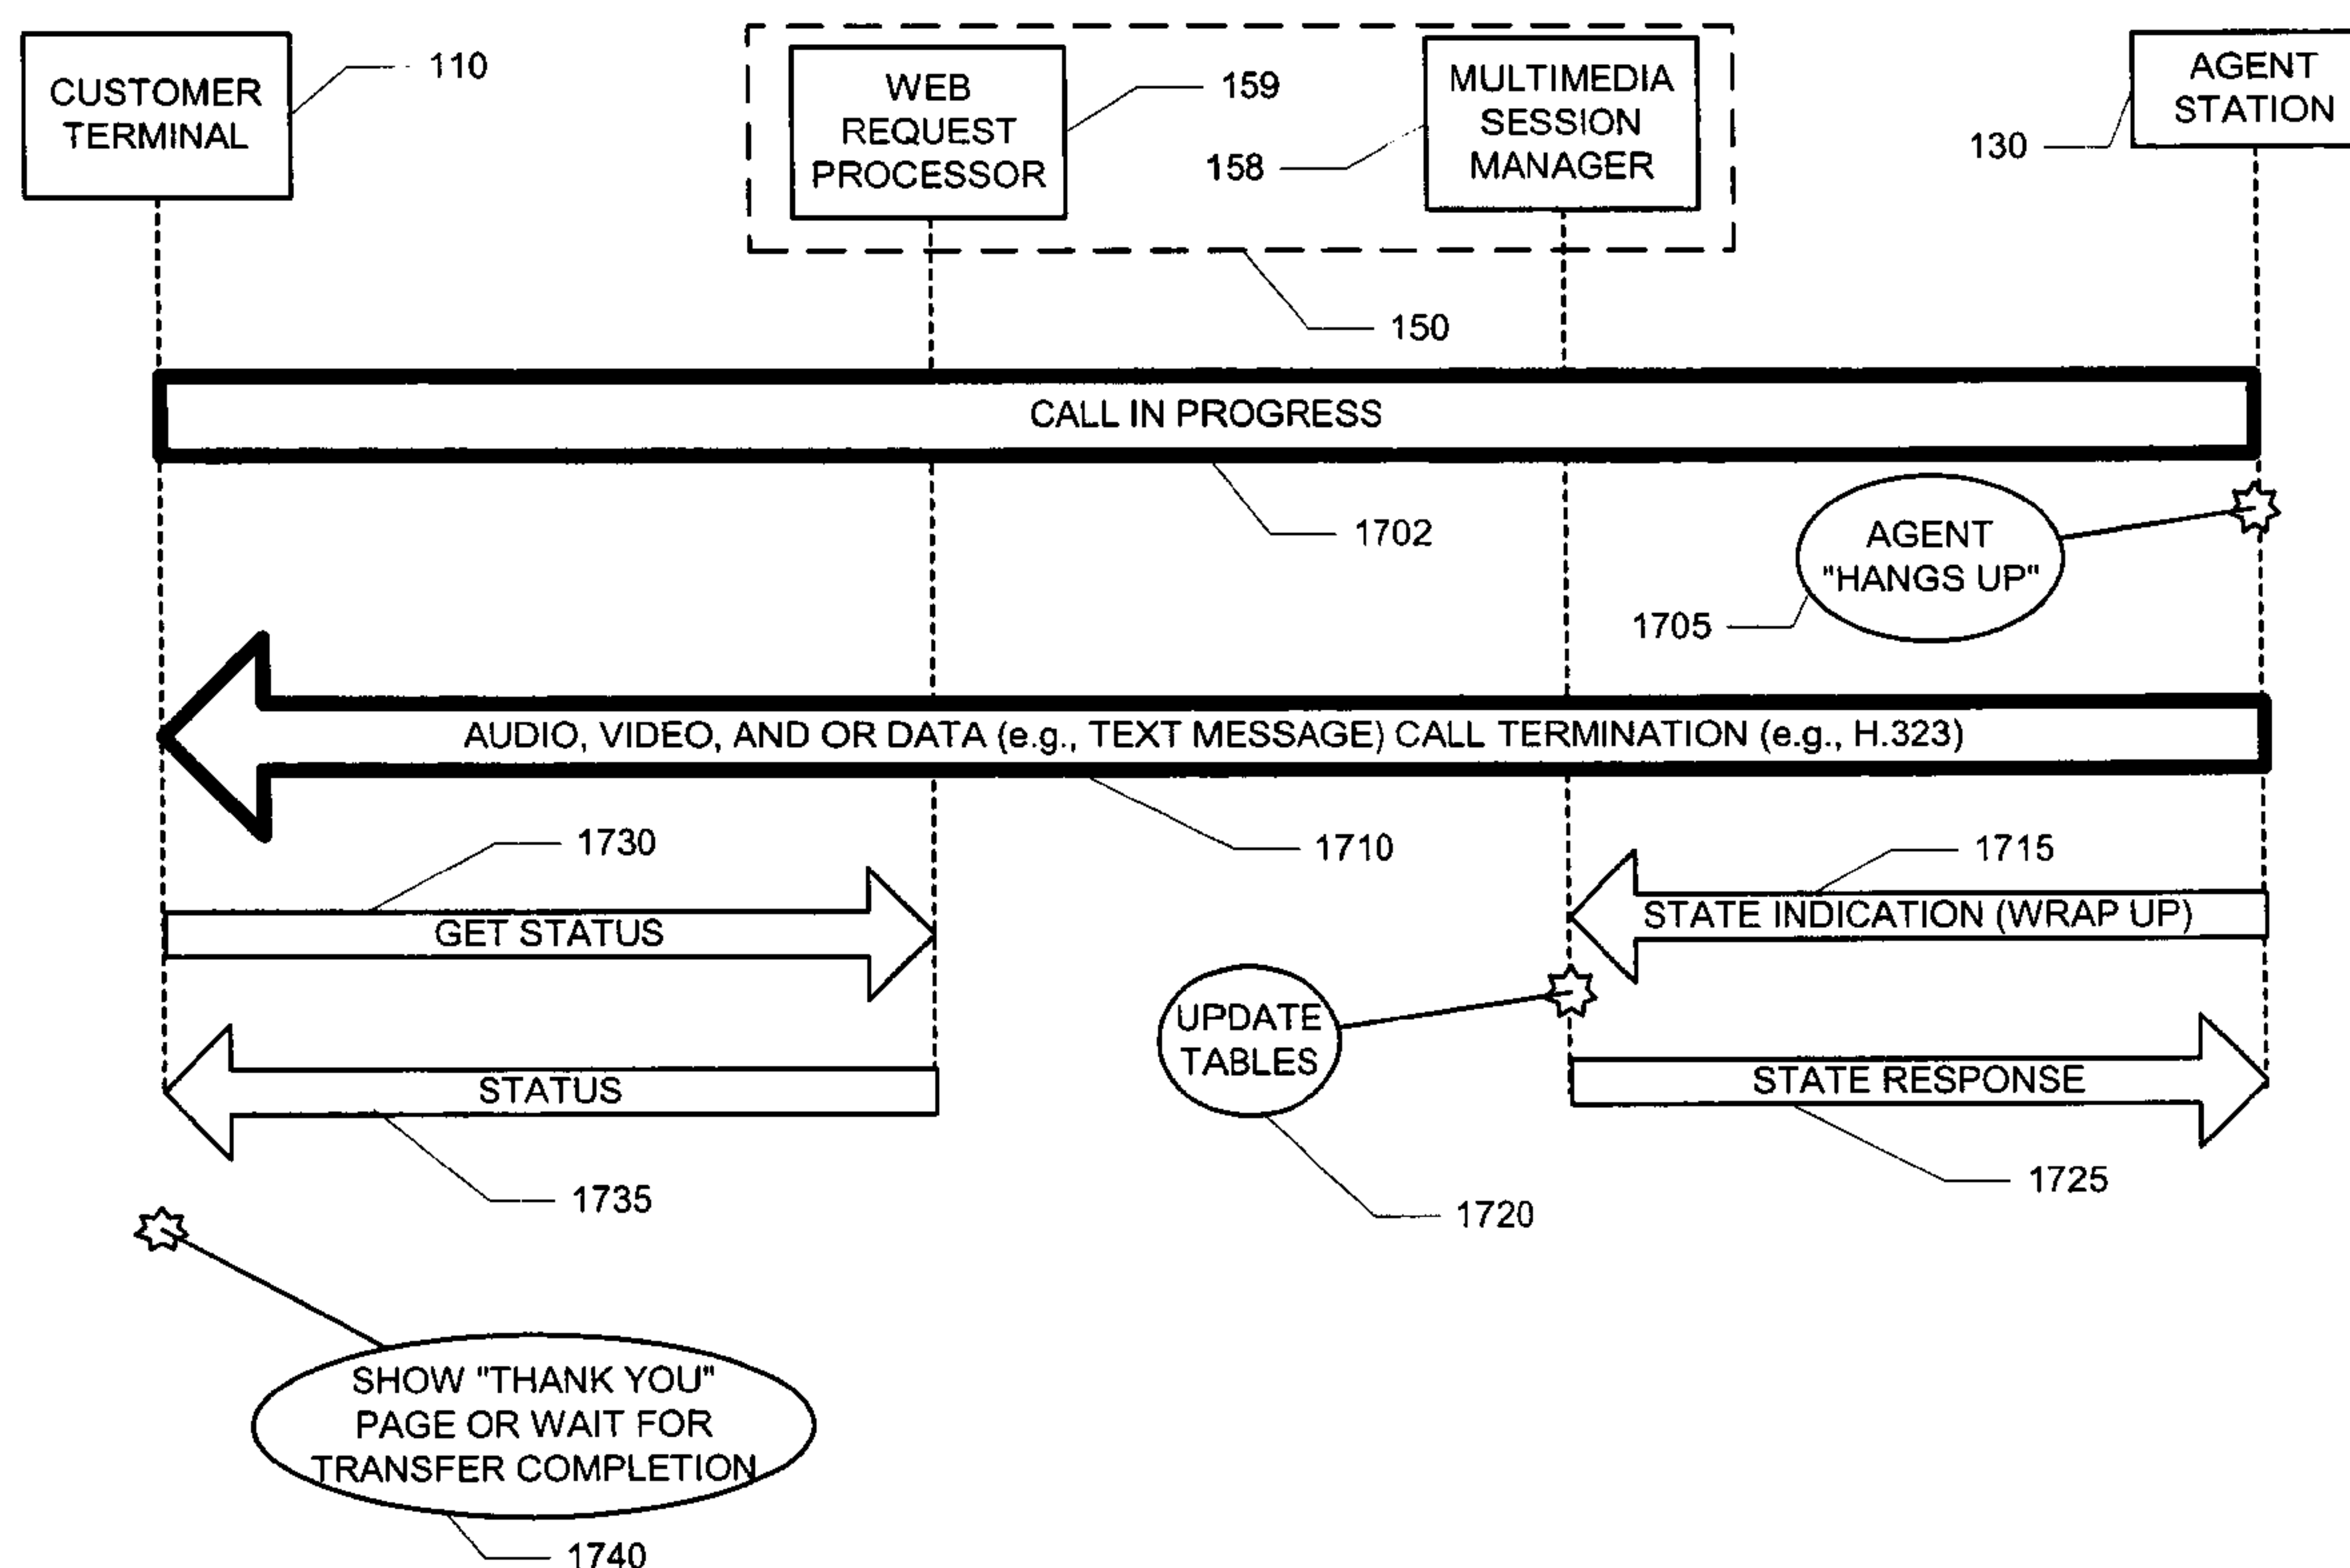 CUSTOMER
TERMINAL
110
WEB
REQUEST
PROCESSOR
159
MULTIMEDIA
SESSION
MANAGER
158
AGENT
STATION
130
150
CALL IN PROGRESS
1702
AGENT
"HANGS UP"
1705
AUDIO, VIDEO, AND OR DATA (e.g., TEXT MESSAGE) CALL TERMINATION (e.g., H.323)
1710
1730
GET STATUS
1715
STATE INDICATION (WRAP UP)
UPDATE
TABLES
1720
STATUS
1735
STATE RESPONSE
1725
SHOW "THANK YOU"
PAGE OR WAIT FOR
TRANSFER COMPLETION
1740